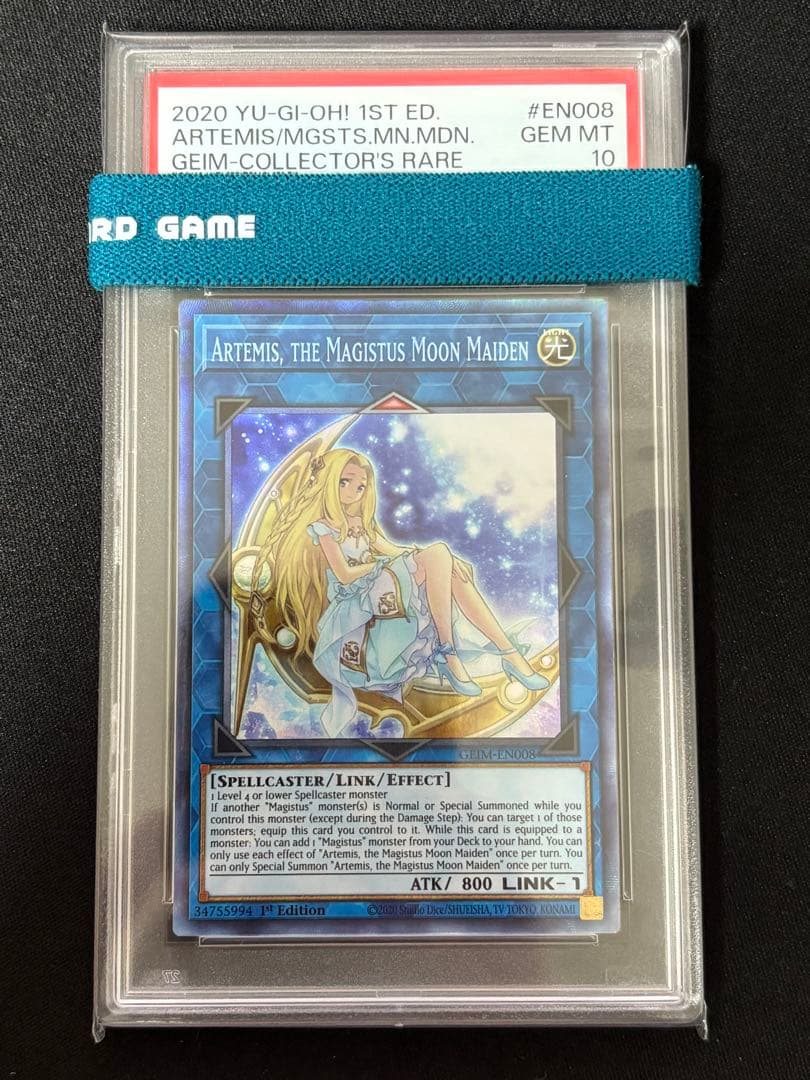 2020 YU-GI-OH! 1ST ED. #EN008
ARTEMIS/MGSTS.MN.MDN. GEM MT
GEIM-COLLECTOR'S RARE 10
RD GAME
ARTEMIS, THE MAGISTUS MOON MAIDEN
LIGHT
光
GEIM-EN008
[SPELLCASTER/LINK/EFFECT]
1 Level 4 or lower Spellcaster monster
If another "Magistus" monster(s) is Normal or Special Summoned while you
control this monster (except during the Damage Step): You can target 1 of those
monsters; equip this card you control to it. While this card is equipped to a
monster: You can add 1 "Magistus" monster from your Deck to your hand. You can
only use each effect of "Artemis, the Magistus Moon Maiden" once per turn. You
can only Special Summon "Artemis, the Magistus Moon Maiden" once per turn.
ATK/ 800 LINK-1
34755994 1st Edition ©2020 Studio Dice/SHUEISHA, TV TOKYO, KONAMI
27